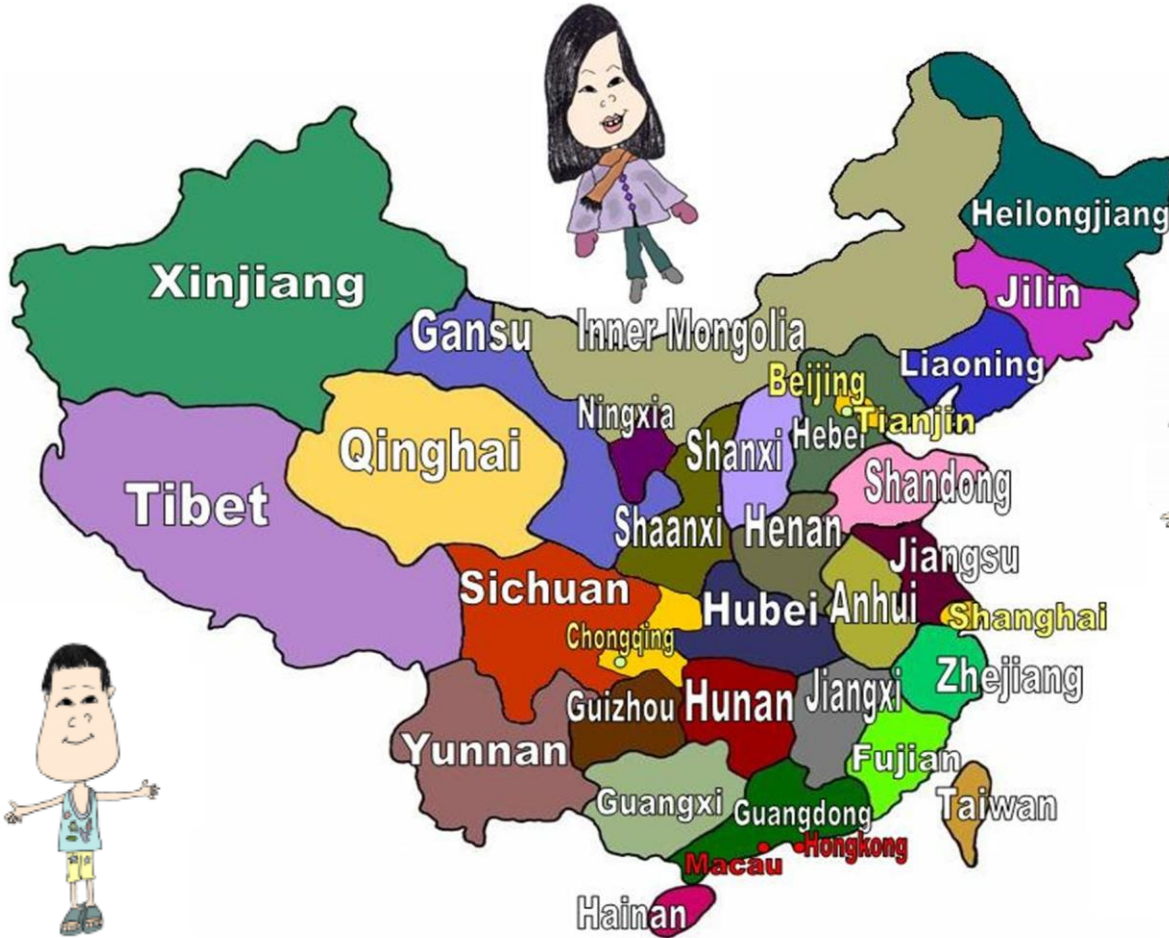 Heilongjiang
Xinjiang
Jilin
Gansu
Inner Mongolia
Liaoning
Beijing
Ningxia
Tianjin
Hebei
Shanxi
Qinghai
Shandong
Tibet
Shaanxi
Henan
Jiangsu
Sichuan
Hubei
Anhui
Shanghai
Chongqing
Zhejiang
Jiangxi
Hunan
Guizhou
Yunnan
Fujian
Guangxi
Guangdong
Taiwan
Hongkong
Macau
Hainan